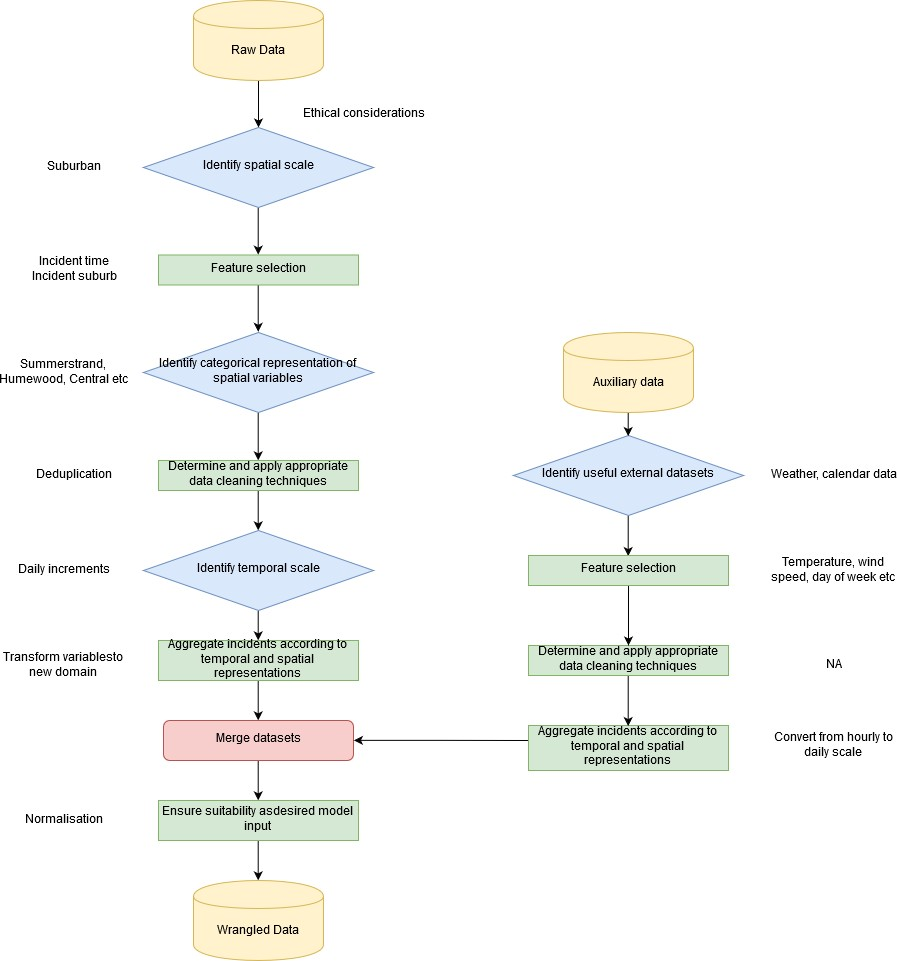 Raw Data
Ethical considerations
Suburban
Identify spatial scale
Incident time
Incident suburb
Feature selection
Summerstrand,
Humewood, Central etc
Identify categorical representation of
spatial variables
Deduplication
Determine and apply appropriate
data cleaning techniques
Daily increments
Identify temporal scale
Transform variablesto
new domain
Aggregate incidents according to
temporal and spatial
representations
Merge datasets
Normalisation
Ensure suitability asdesired model
input
Wrangled Data
Auxiliary data
Identify useful external datasets
Weather, calendar data
Feature selection
Temperature, wind
speed, day of week etc
Determine and apply appropriate
data cleaning techniques
NA
Aggregate incidents according to
temporal and spatial
representations
Convert from hourly to
daily scale